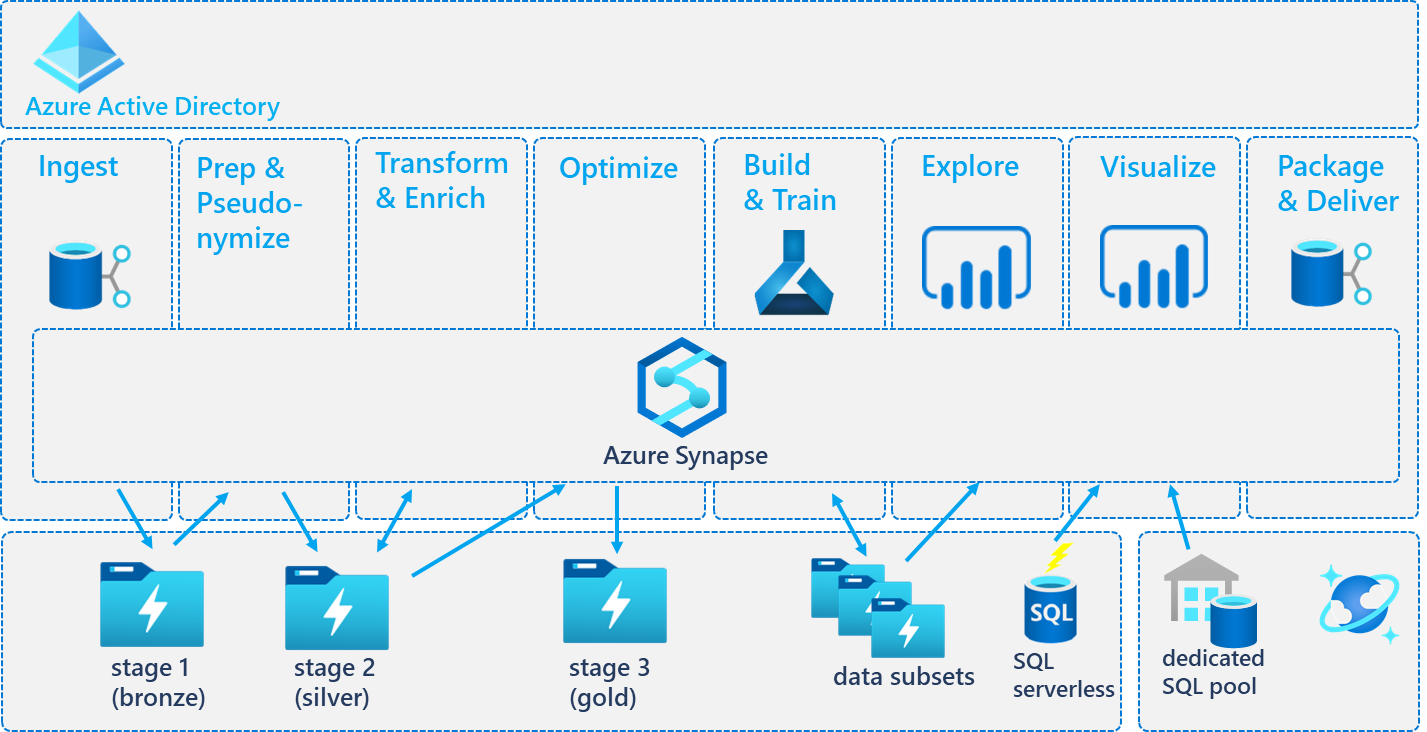 Azure Active Directory
Ingest
Prep &
Pseudo-
nymize
Transform
& Enrich
Optimize
Build
& Train
Explore
Visualize
Package
& Deliver
Azure Synapse
stage 1
(bronze)
stage 2
(silver)
stage 3
(gold)
data subsets
SQL
SQL
serverless
dedicated
SQL pool